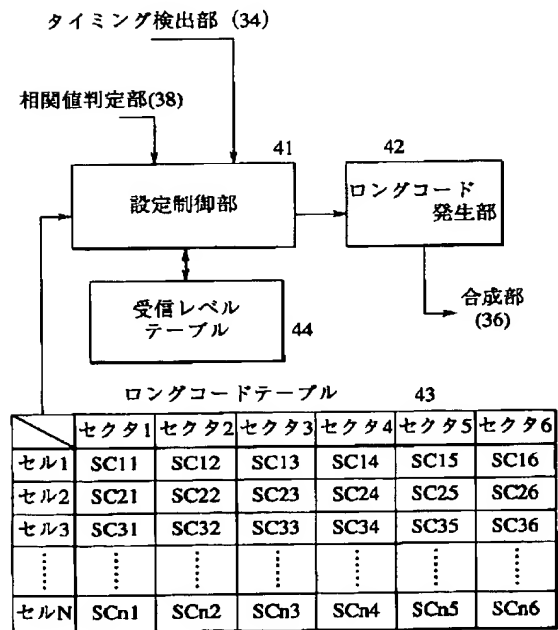 タイミング検出部 (34)
相関値判定部(38)
41
42
設定制御部
ロングコード
発生部
受信レベル
テーブル
44
合成部
(36)
ロングコードテーブル 43
セクタ1 セクタ2 セクタ3 セクタ4 セクタ5 セクタ6
セル1 SC11 SC12 SC13 SC14 SC15 SC16
セル2 SC21 SC22 SC23 SC24 SC25 SC26
セル3 SC31 SC32 SC33 SC34 SC35 SC36
セルN SCn1 SCn2 SCn3 SCn4 SCn5 SCn6